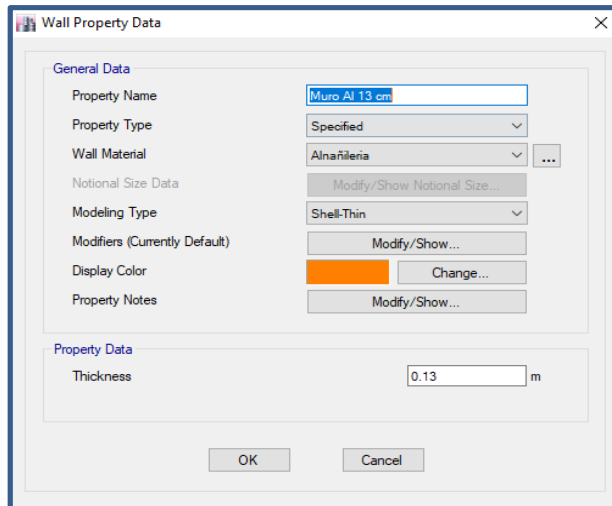 Wall Property Data
General Data
Property Name Muro Al 13 cm
Property Type Specified
Wall Material Alnañileria ...
Notional Size Data Modify/Show Notional Size...
Modeling Type Shell-Thin
Modifiers (Currently Default) Modify/Show...
Display Color Change...
Property Notes Modify/Show...
Property Data
Thickness 0.13 m
OK Cancel